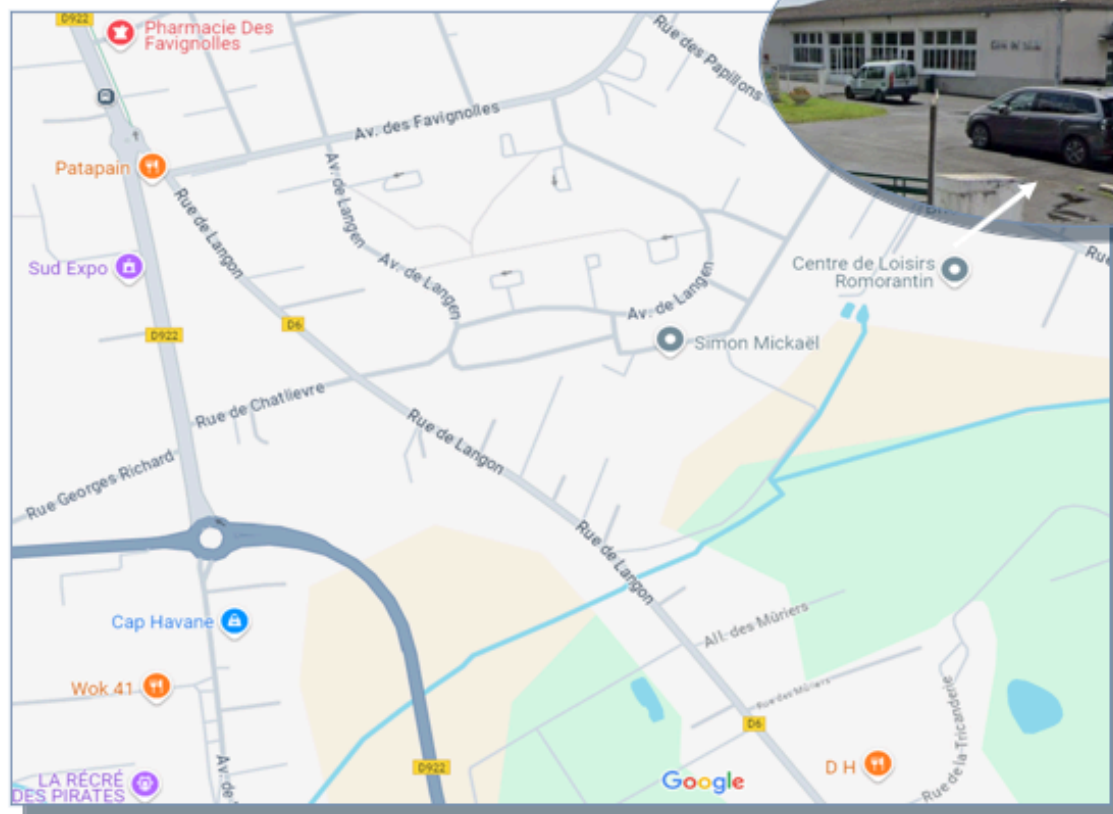 D922
Pharmacie Des
Favignolles
Rue des Papillons
Av. des Favignolles
Patapain
Av. de Langen
Rue de Langon
Sud Expo
Av. de Langen
Centre de Loisirs
Romorantin
Rue
Av. de Langen
D6
D922
Simon Mickaël
Rue de Chatlievre
Rue de Langon
Rue Georges Richard
Rue de Langon
Cap Havane
All. des Mûriers
Wok 41
Rue des Mûriers
D6
Rue de la Tricanderie
D922
Av. de
D H
LA RÉCRÉ
DES PIRATES
Google